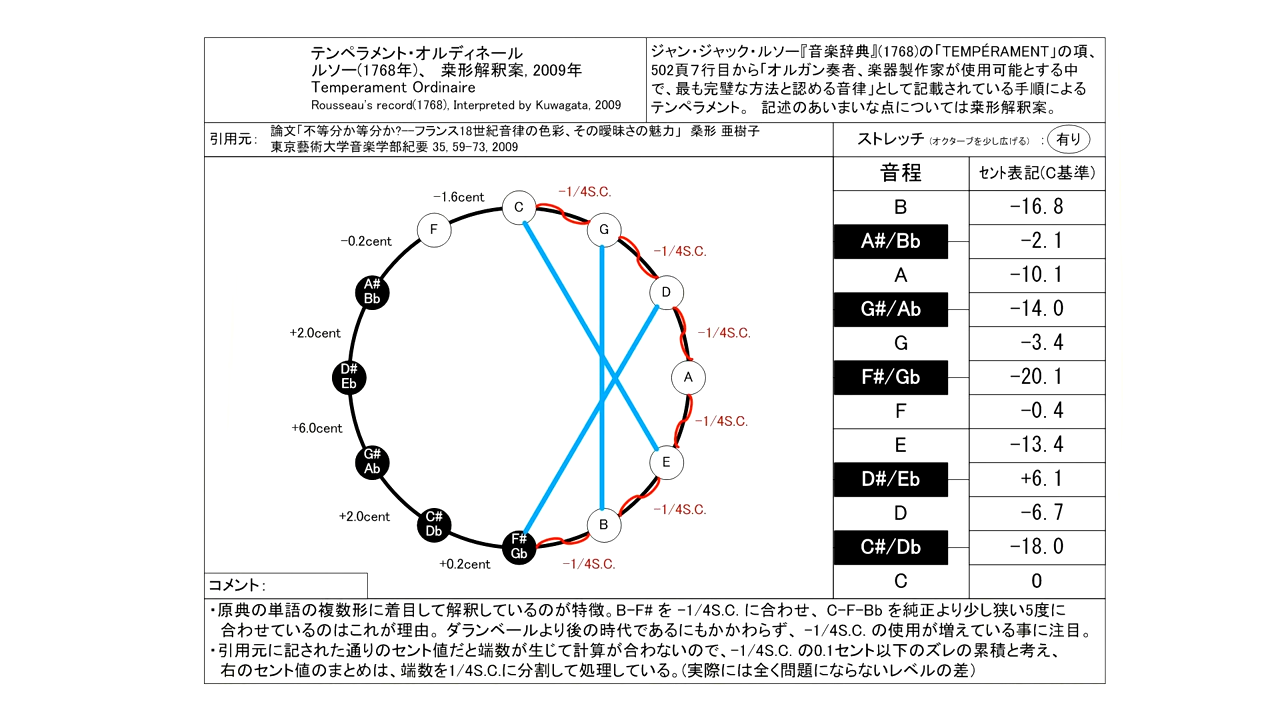 テンペラメント・オルディネール
ルソー(1768年)、 桒形解釈案, 2009年
Temperament Ordinaire
Rousseau's record(1768), Interpreted by Kuwagata, 2009
ジャン・ジャック・ルソー『音楽辞典』(1768)の「TEMPÉRAMENT」の項、
502頁７行目から「オルガン奏者、楽器製作家が使用可能とする中
で、最も完璧な方法と認める音律」として記載されている手順による
テンペラメント。 記述のあいまいな点については桒形解釈案。
引用元：
論文「不等分か等分か?--フランス18世紀音律の色彩、その曖昧さの魅力」 桑形 亜樹子
東京藝術大学音楽学部紀要 35, 59-73, 2009
ストレッチ (オクターブを少し広げる) ： 有り
音程 セント表記(C基準)
B -16.8
A#/Bb -2.1
A -10.1
G#/Ab -14.0
G -3.4
F#/Gb -20.1
F -0.4
E -13.4
D#/Eb +6.1
D -6.7
C#/Db -18.0
C 0
-1.6cent
C
-1/4S.C.
F
G
-0.2cent
-1/4S.C.
A#
Bb
D
+2.0cent
-1/4S.C.
D#
Eb
A
+6.0cent
-1/4S.C.
G#
Ab
E
+2.0cent
-1/4S.C.
C#
Db
B
F#
Gb
+0.2cent
-1/4S.C.
コメント：
・原典の単語の複数形に着目して解釈しているのが特徴。B-F# を -1/4S.C. に合わせ、 C-F-Bb を純正より少し狭い5度に
合わせているのはこれが理由。 ダランベールより後の時代であるにもかかわらず、 -1/4S.C. の使用が増えている事に注目。
・引用元に記された通りのセント値だと端数が生じて計算が合わないので、-1/4S.C. の0.1セント以下のズレの累積と考え、
右のセント値のまとめは、端数を1/4S.C.に分割して処理している。(実際には全く問題にならないレベルの差)